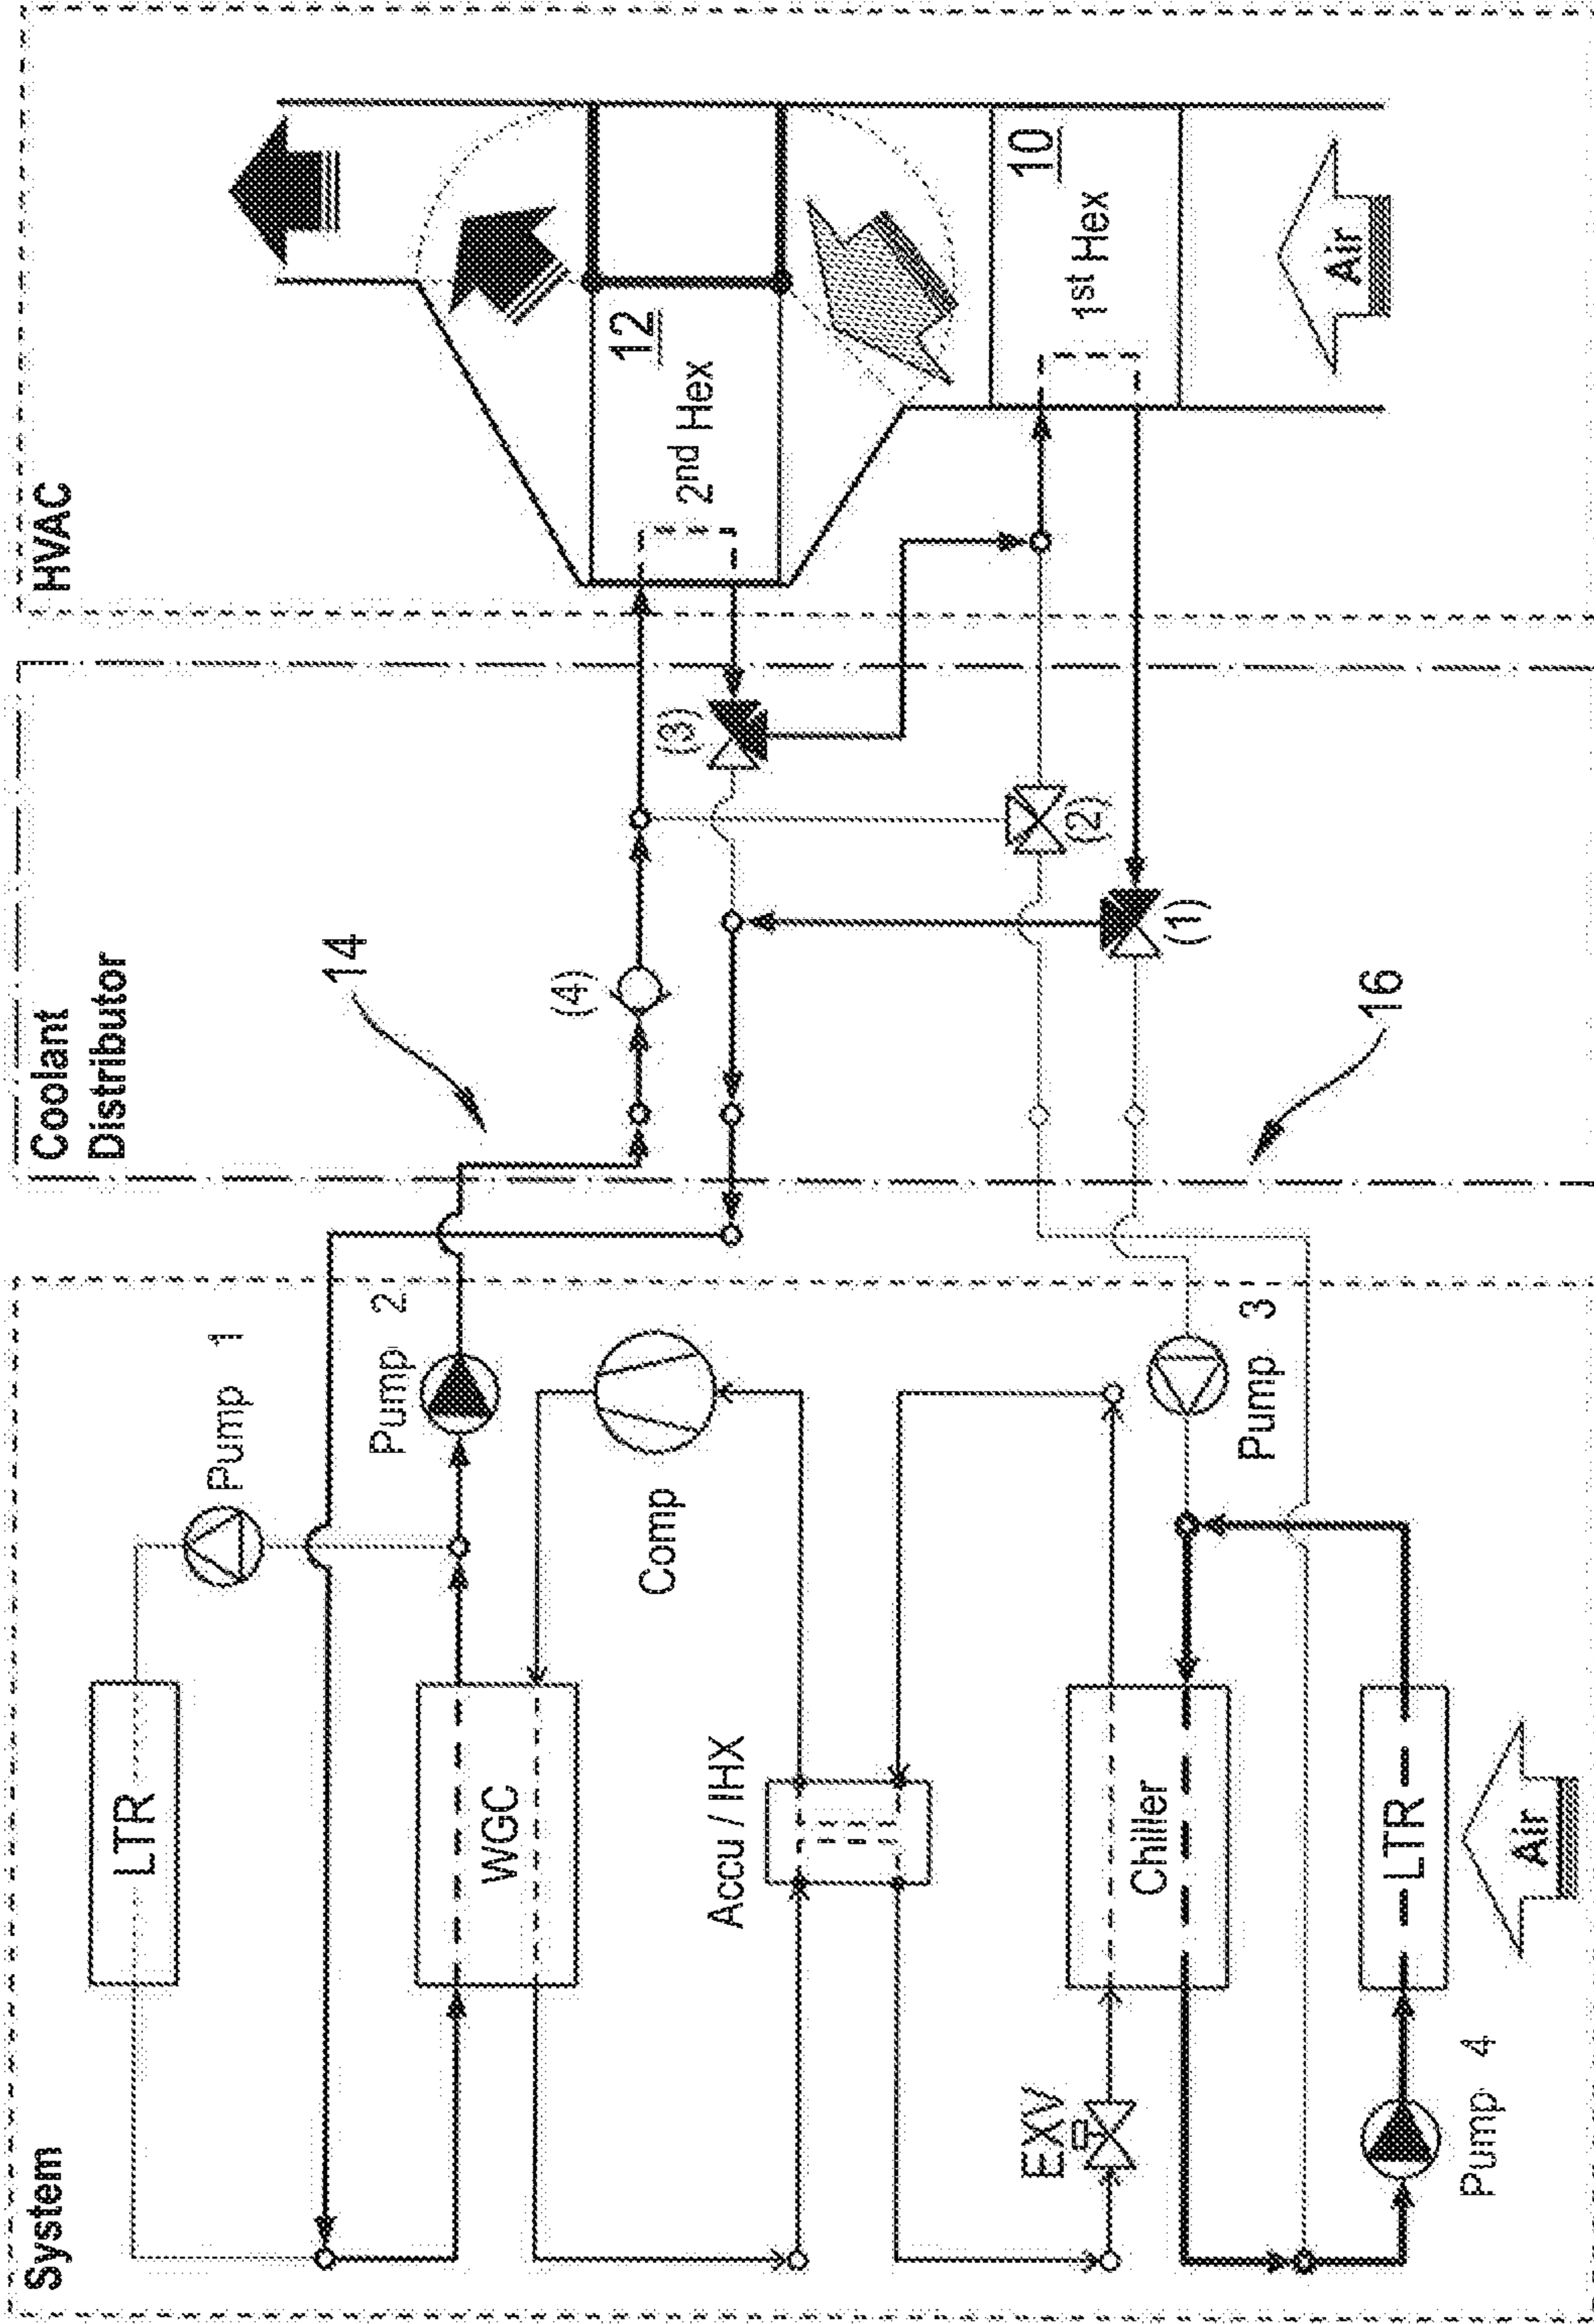 System
LTR
Pump 1
WGC
Pump 2
Comp
Accu / IHX
EXV
Chiller
Pump 3
LTR
Pump 4
Air
Coolant
Distributor
14
(4)
(3)
(2)
(1)
16
HVAC
12
2nd Hex
10
1st Hex
Air